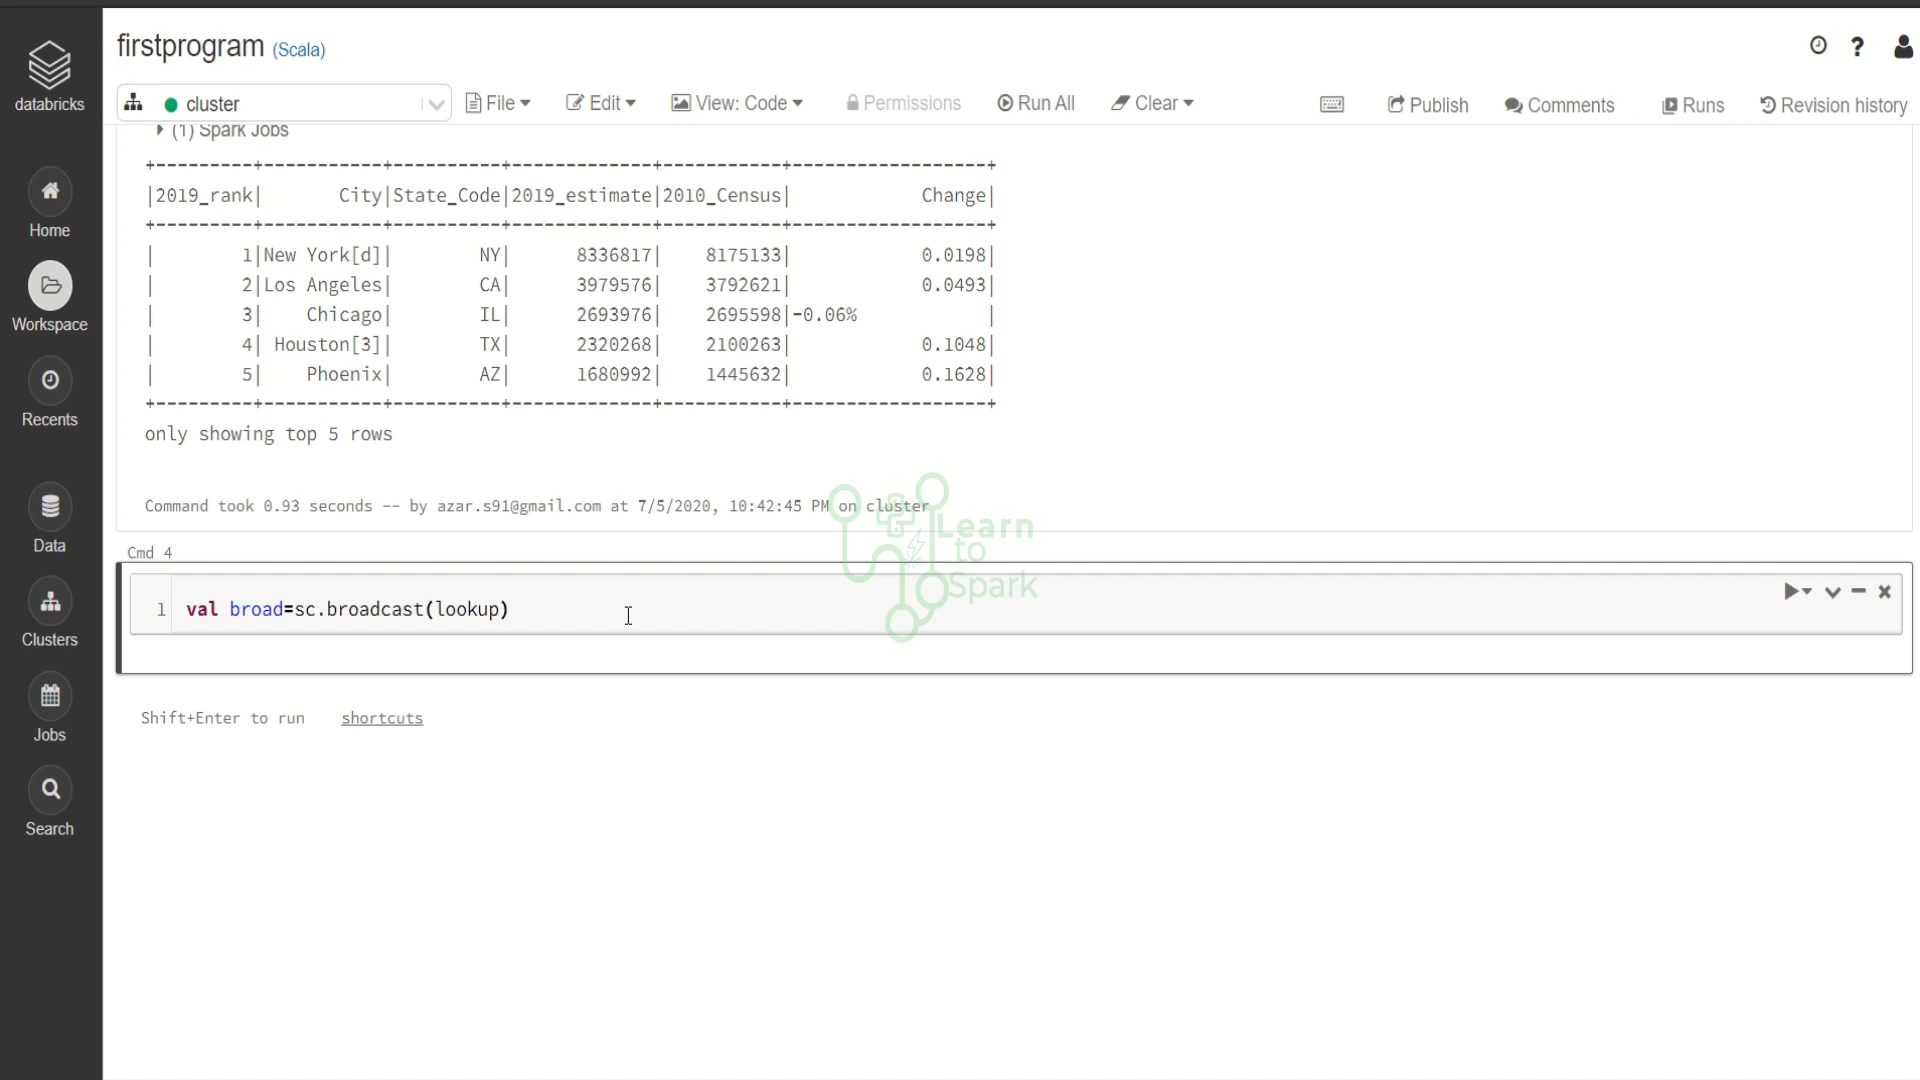 firstprogram (Scala)
databricks
cluster
File
Edit
View: Code
Permissions
Run All
Clear
Publish
Comments
Runs
Revision history
(1) Spark Jobs
+---------+-----------+----------+-------------+-----------+------------------+
|2019_rank|       City|State_Code|2019_estimate|2010_Census|            Change|
+---------+-----------+----------+-------------+-----------+------------------+
|        1|New York[d]|        NY|      8336817|    8175133|            0.0198|
|        2|Los Angeles|        CA|      3979576|    3792621|            0.0493|
|        3|    Chicago|        IL|      2693976|    2695598|-0.06%            |
|        4| Houston[3]|        TX|      2320268|    2100263|            0.1048|
|        5|    Phoenix|        AZ|      1680992|    1445632|            0.1628|
+---------+-----------+----------+-------------+-----------+------------------+
only showing top 5 rows
Command took 0.93 seconds -- by azar.s91@gmail.com at 7/5/2020, 10:42:45 PM on cluster
Learn
to
Spark
Cmd 4
1 val broad=sc.broadcast(lookup)
Shift+Enter to run shortcuts
Home
Workspace
Recents
Data
Clusters
Jobs
Search